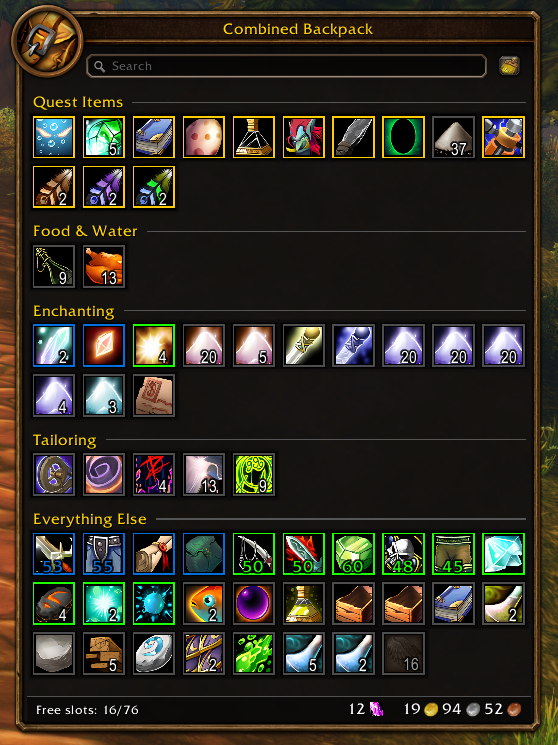 Combined Backpack
Search
Quest Items
5
37
2 2 2
Food & Water
9 13
Enchanting
2 4 20 5 20 20 20
4 3
Tailoring
4 13 9
Everything Else
53 55 50 50 60 48 45
4 2 2 2
5 2 5 2 16
Free slots: 16/76
12 19 94 52